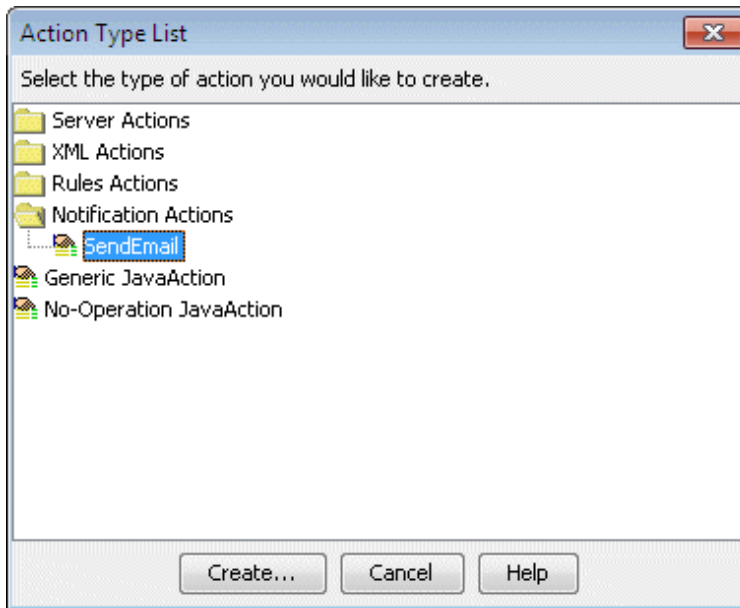 Action Type List
Select the type of action you would like to create.
Server Actions
XML Actions
Rules Actions
Notification Actions
SendEmail
Generic JavaAction
No-Operation JavaAction
Create... Cancel Help